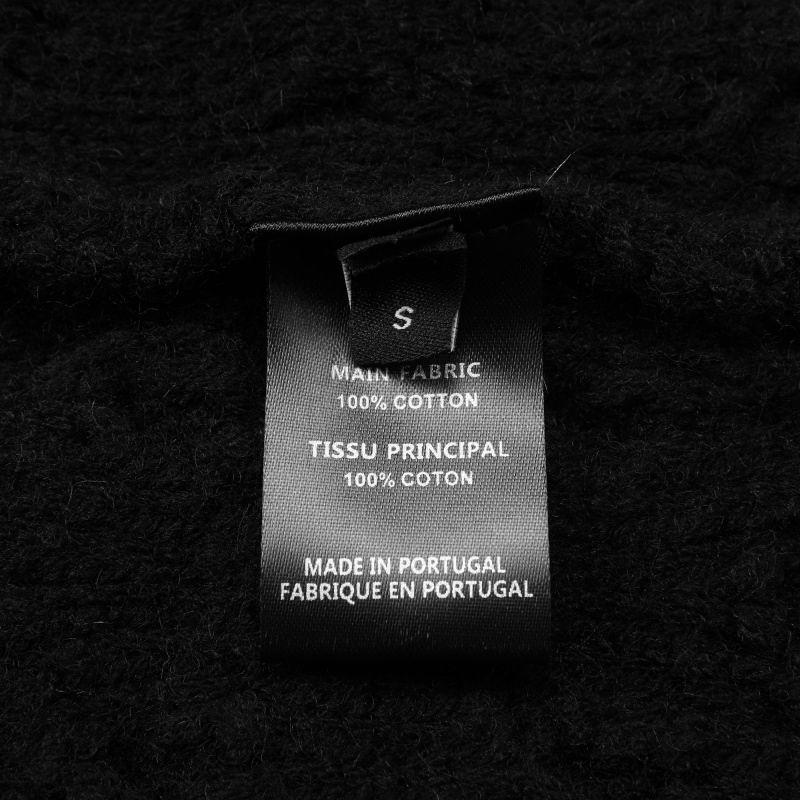 S
MAIN FABRIC
100% COTTON
TISSU PRINCIPAL
100% COTON
MADE IN PORTUGAL
FABRIQUE EN PORTUGAL